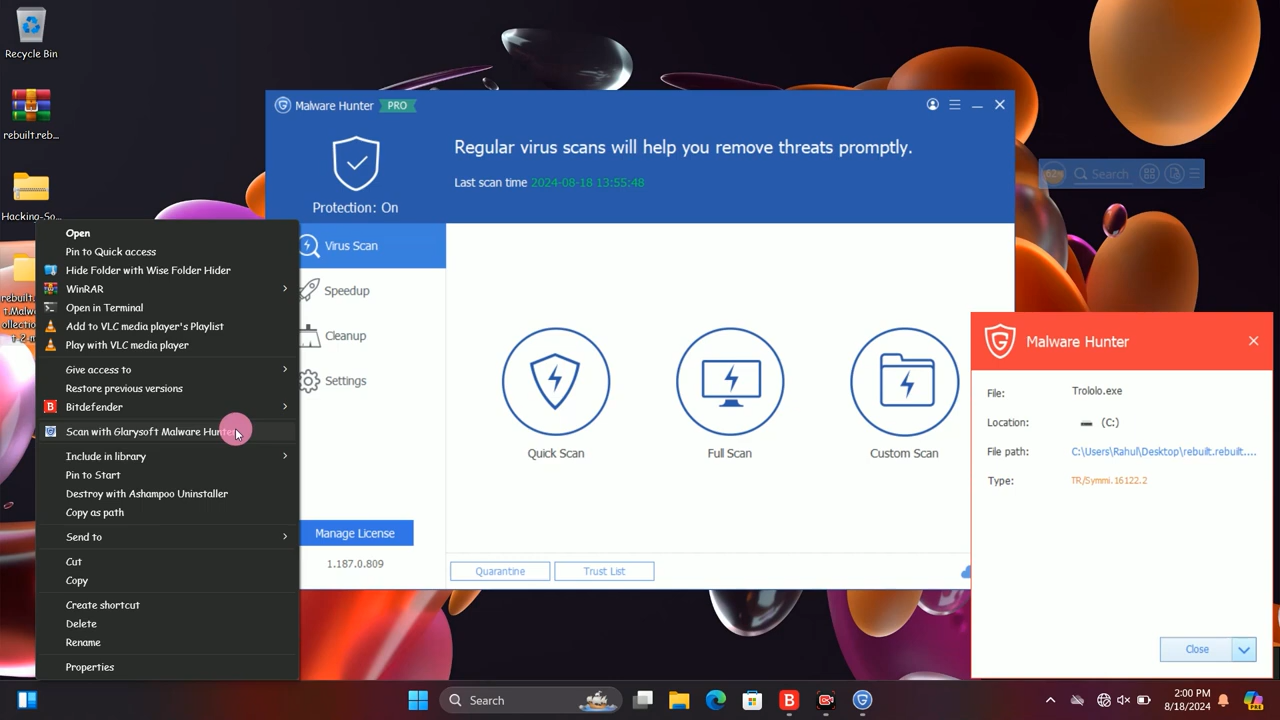 Recycle Bin
rebuilt.reb...
Hacking-So...
rebuilt.
Malw
ollection
t-2-m
Open
Pin to Quick access
Hide Folder with Wise Folder Hider
WinRAR
Open in Terminal
Add to VLC media player's Playlist
Play with VLC media player
Give access to
Restore previous versions
Bitdefender
Scan with Glarysoft Malware Hunter
Include in library
Pin to Start
Destroy with Ashampoo Uninstaller
Copy as path
Send to
Cut
Copy
Create shortcut
Delete
Rename
Properties
Malware Hunter PRO
Regular virus scans will help you remove threats promptly.
Last scan time 2024-08-18 13:55:48
Protection: On
Virus Scan
Speedup
Cleanup
Settings
Quick Scan
Full Scan
Custom Scan
Manage License
1.187.0.809
Quarantine
Trust List
Search
Malware Hunter
File: Trololo.exe
Location: (C:)
File path: C:\Users\Rahul\Desktop\rebuilt.rebuilt....
Type: TR/Symmi.16122.2
Close
Search
2:00 PM
8/18/2024